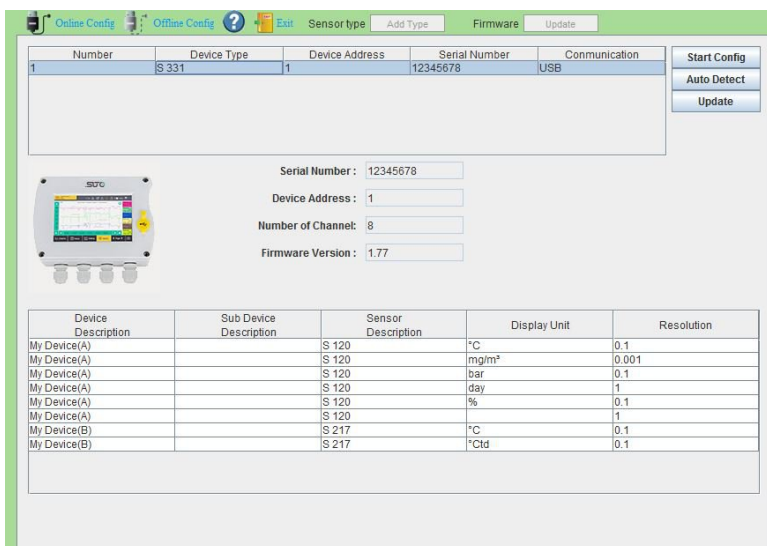 Online Config Offline Config ? Exit Sensor type Add Type Firmware Update
Number Device Type Device Address Serial Number Conmunication
1 S 331 1 12345678 USB
Start Config
Auto Detect
Update
SUTO
Serial Number : 12345678
Device Address : 1
Number of Channel: 8
Firmware Version : 1.77
Device Description Sub Device Description Sensor Description Display Unit Resolution
My Device(A) S 120 °C 0.1
My Device(A) S 120 mg/m³ 0.001
My Device(A) S 120 bar 0.1
My Device(A) S 120 day 1
My Device(A) S 120 % 0.1
My Device(A) S 120 1
My Device(B) S 217 °C 0.1
My Device(B) S 217 °Ctd 0.1